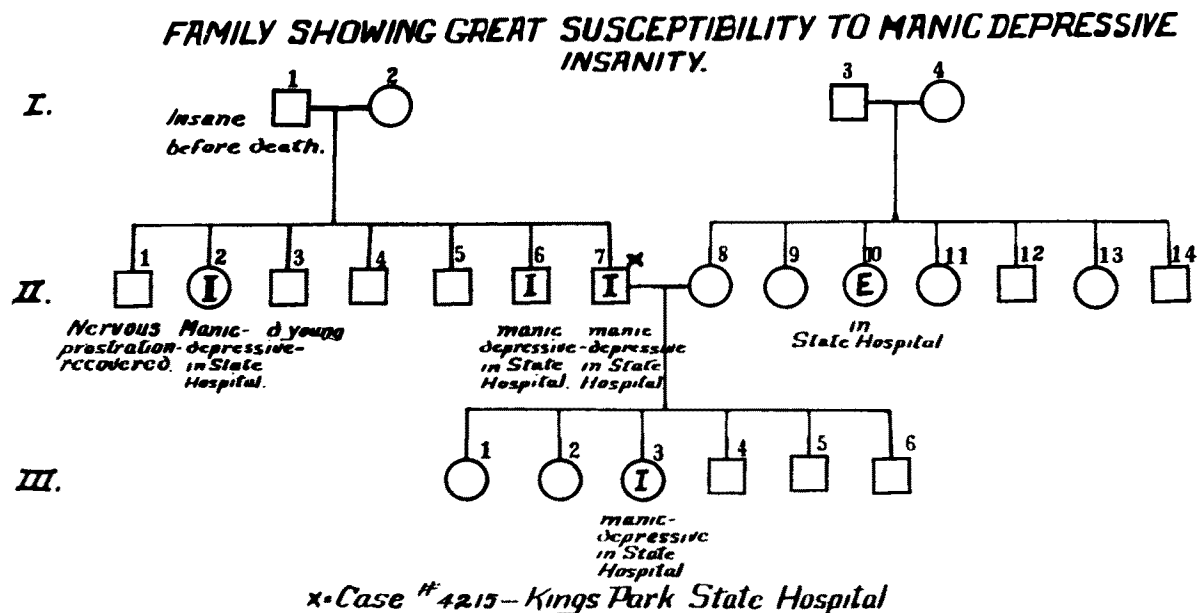 FAMILY SHOWING GREAT SUSCEPTIBILITY TO MANIC DEPRESSIVE
INSANITY.
I.
1 2 3 4
Insane
before death.
II.
1 2 3 4 5 6 7 x 8 9 10 11 12 13 14
I I I E
Nervous
prostration-
recovered.
Manic-
depressive-
in State
Hospital.
d young
manic
depressive-
in State
Hospital.
manic
-depressive
in State
Hospital
in
State Hospital
III.
1 2 3 4 5 6
I
manic-
depressive
in State
Hospital
x=Case #4215-Kings Park State Hospital